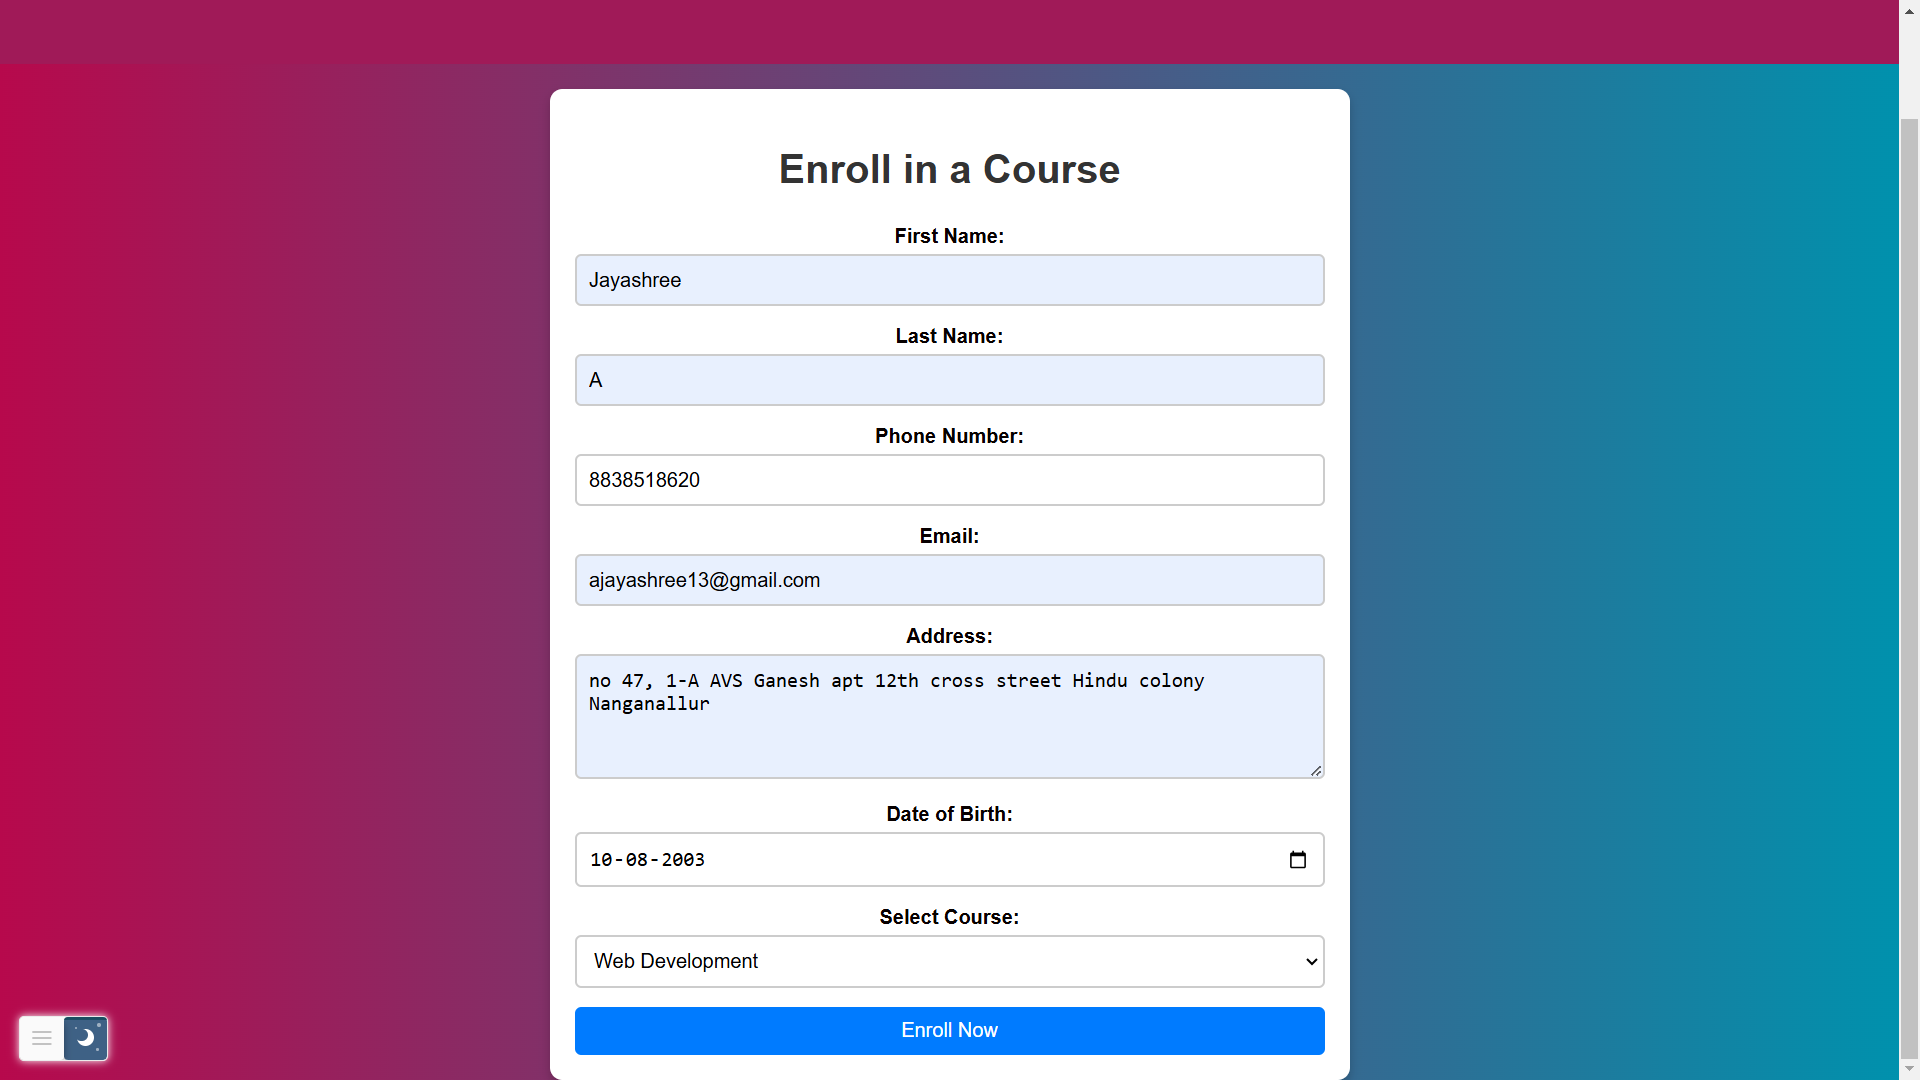 Enroll in a Course
First Name:
Jayashree
Last Name:
A
Phone Number:
8838518620
Email:
ajayashree13@gmail.com
Address:
no 47, 1-A AVS Ganesh apt 12th cross street Hindu colony
Nanganallur
Date of Birth:
10-08-2003
Select Course:
Web Development
Enroll Now